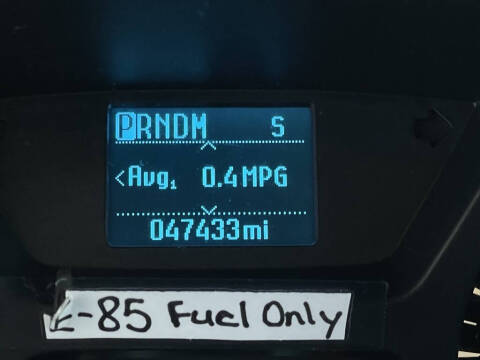 PRNDM S
<Avg₁ 0.4MPG
047433mi
E-85 Fuel Only